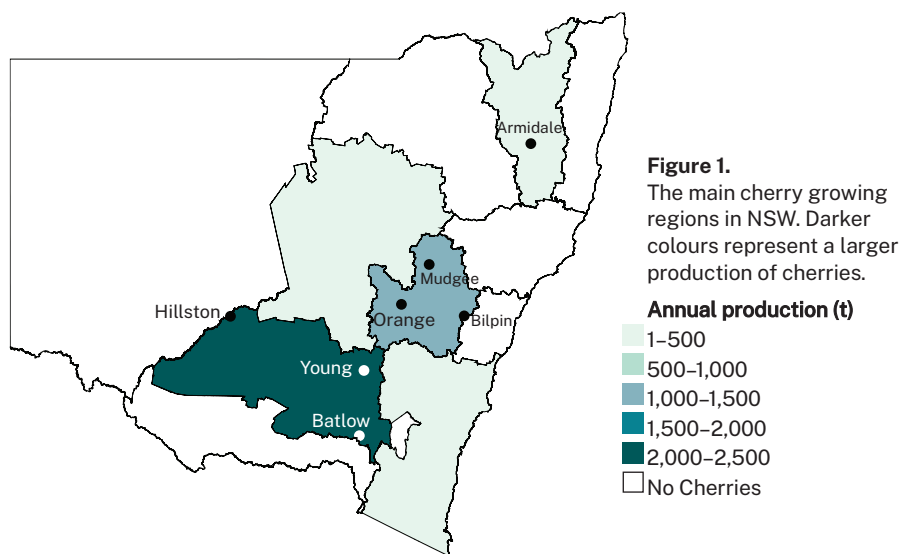 Armidale
Mudgee
Hillston
Orange
Bilpin
Young
Batlow
Figure 1.
The main cherry growing
regions in NSW. Darker
colours represent a larger
production of cherries.
Annual production (t)
1–500
500–1,000
1,000–1,500
1,500–2,000
2,000–2,500
No Cherries